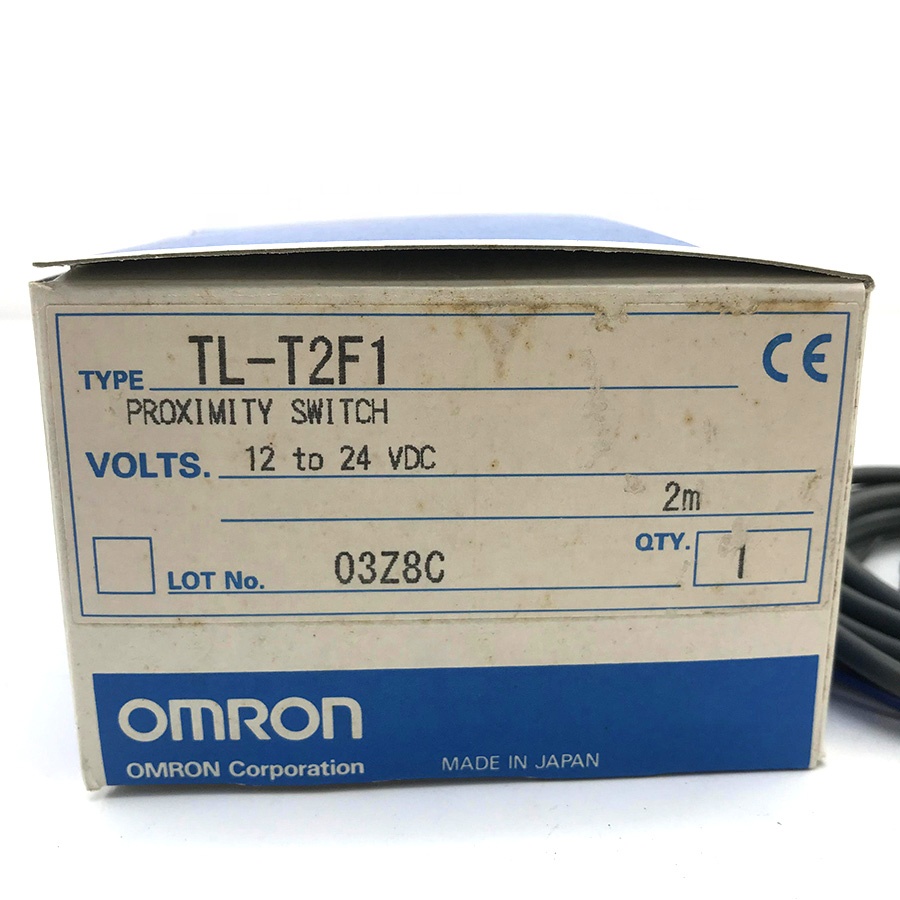 TYPE TL-T2F1
CE
PROXIMITY SWITCH
VOLTS. 12 to 24 VDC
2m
LOT No. 03Z8C
QTY. 1
OMRON
OMRON Corporation
MADE IN JAPAN